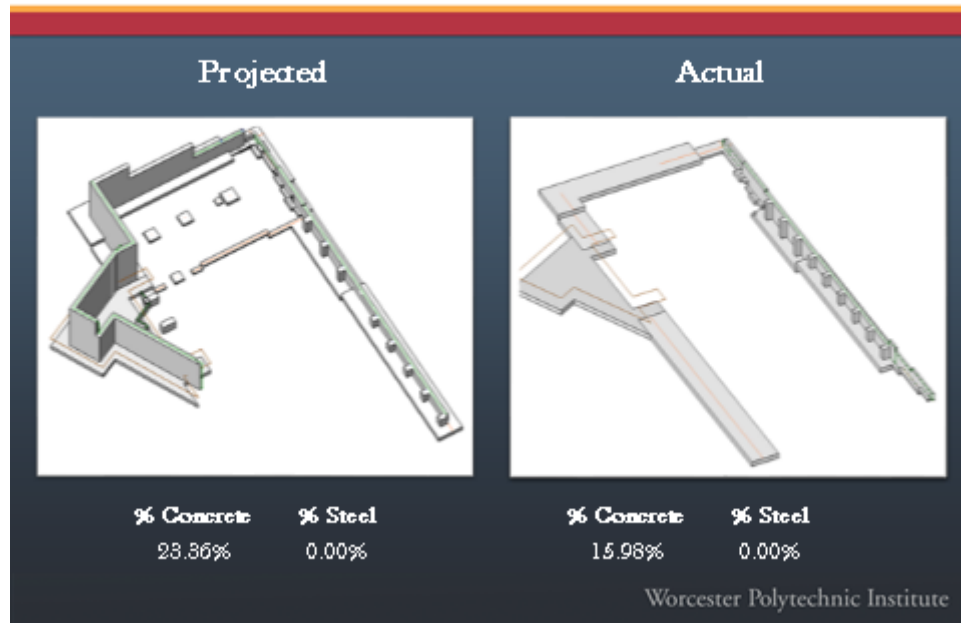 Projected
Actual
% Concrete % Steel
23.36% 0.00%
% Concrete % Steel
15.98% 0.00%
Worcester Polytechnic Institute